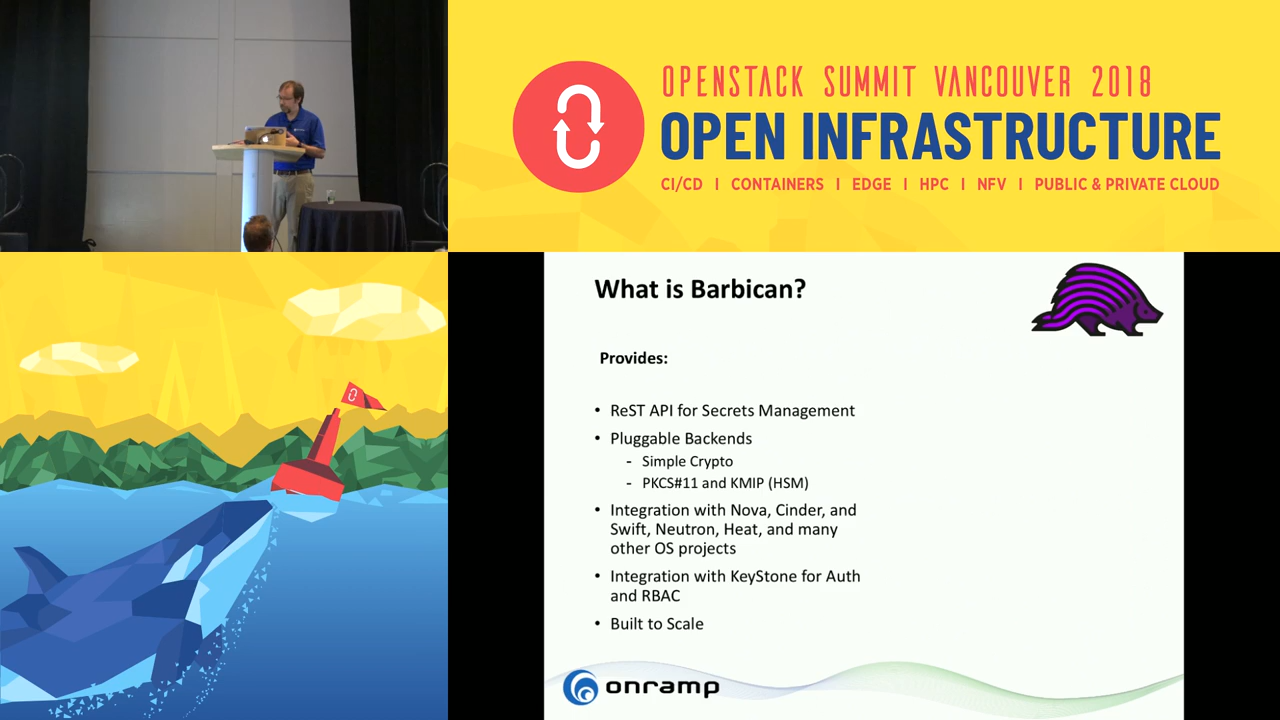 OPENSTACK SUMMIT VANCOUVER 2018
OPEN INFRASTRUCTURE
CI/CD | CONTAINERS | EDGE | HPC | NFV | PUBLIC & PRIVATE CLOUD
What is Barbican?
Provides:
• ReST API for Secrets Management
• Pluggable Backends
- Simple Crypto
- PKCS#11 and KMIP (HSM)
• Integration with Nova, Cinder, and
Swift, Neutron, Heat, and many
other OS projects
• Integration with KeyStone for Auth
and RBAC
• Built to Scale
onramp